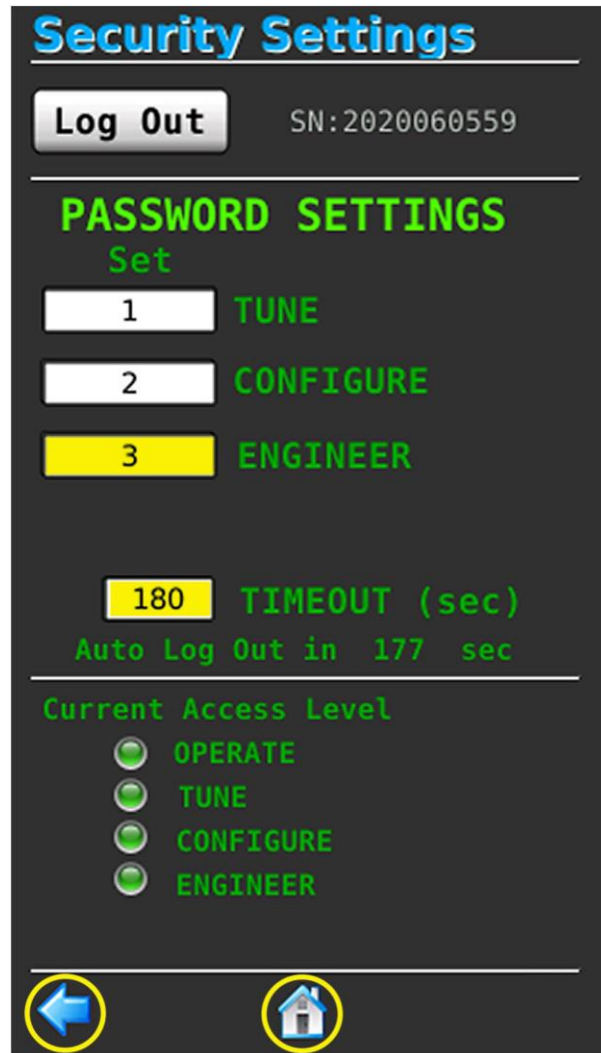 Security Settings
Log Out SN:2020060559
PASSWORD SETTINGS
Set
1 TUNE
2 CONFIGURE
3 ENGINEER
180 TIMEOUT (sec)
Auto Log Out in 177 sec
Current Access Level
OPERATE
TUNE
CONFIGURE
ENGINEER